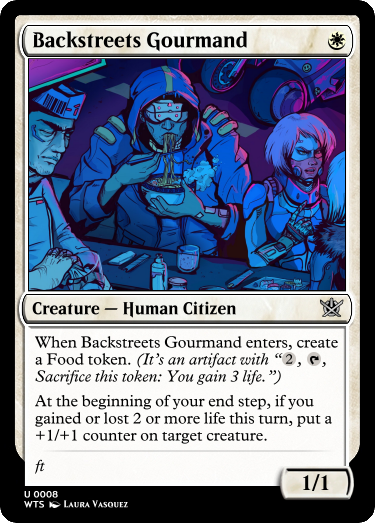 Backstreets Gourmand
Creature — Human Citizen
When Backstreets Gourmand enters, create
a Food token. (It's an artifact with "2, T,
Sacrifice this token: You gain 3 life.")
At the beginning of your end step, if you
gained or lost 2 or more life this turn, put a
+1/+1 counter on target creature.
ft
1/1
U 0008
WTS Laura Vasquez